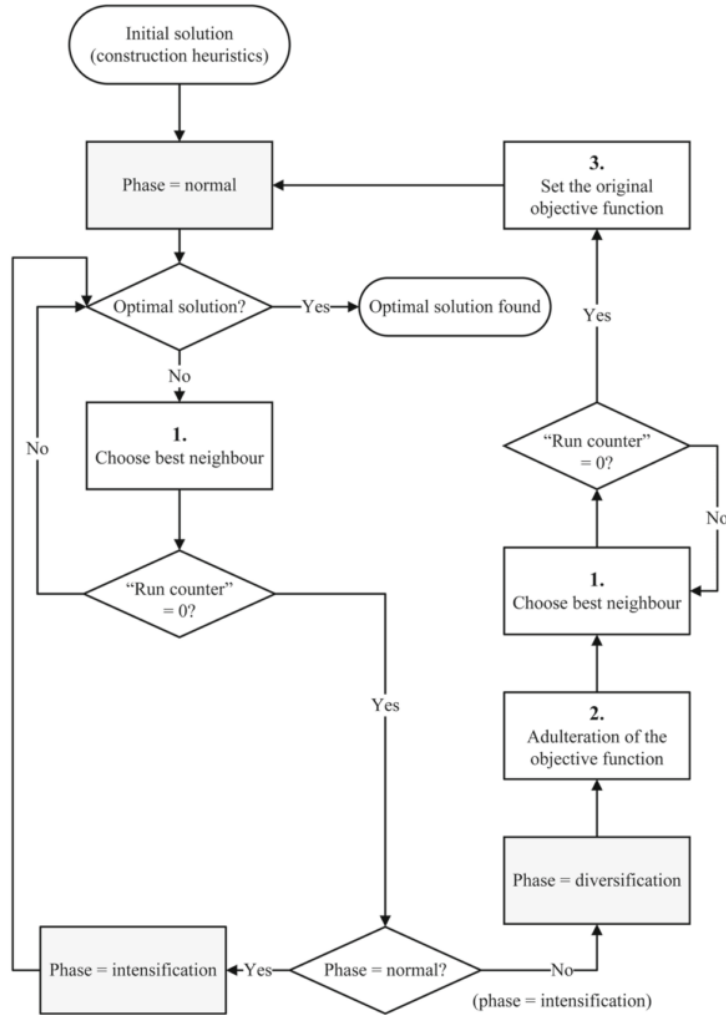 Initial solution
(construction heuristics)
Phase = normal
3.
Set the original
objective function
Optimal solution?
Yes
Optimal solution found
Yes
No
1.
Choose best neighbour
No
“Run counter”
= 0?
No
“Run counter”
= 0?
1.
Choose best neighbour
Yes
2.
Adulteration of the
objective function
Phase = diversification
Phase = intensification
Yes
Phase = normal?
No
(phase = intensification)